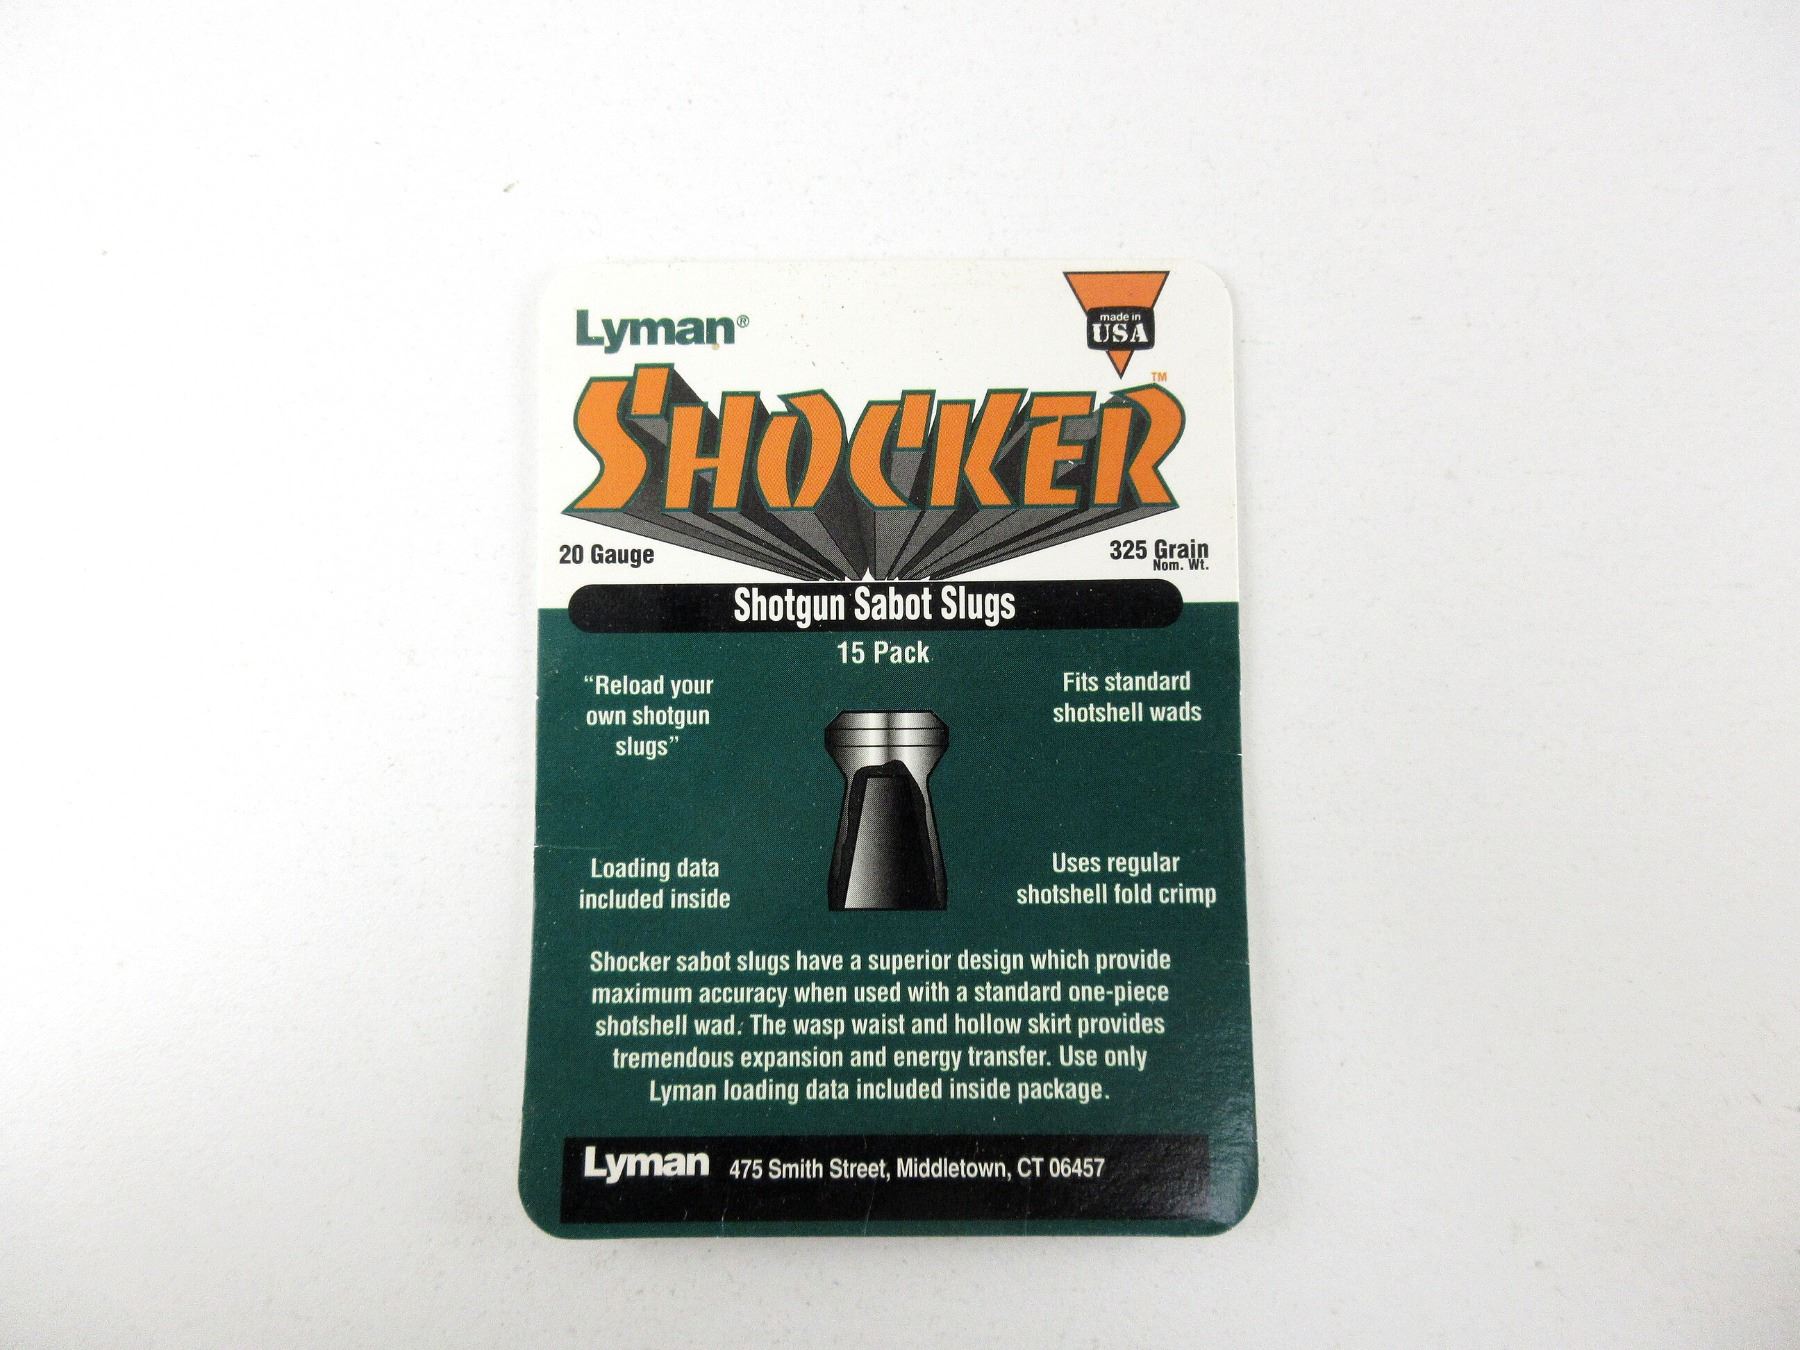 Lyman®
made in
USA
SHOCKER™
20 Gauge
325 Grain
Nom. Wt.
Shotgun Sabot Slugs
15 Pack
“Reload your
own shotgun
slugs”
Fits standard
shotshell wads
Loading data
included inside
Uses regular
shotshell fold crimp
Shocker sabot slugs have a superior design which provide
maximum accuracy when used with a standard one-piece
shotshell wad. The wasp waist and hollow skirt provides
tremendous expansion and energy transfer. Use only
Lyman loading data included inside package.
Lyman 475 Smith Street, Middletown, CT 06457